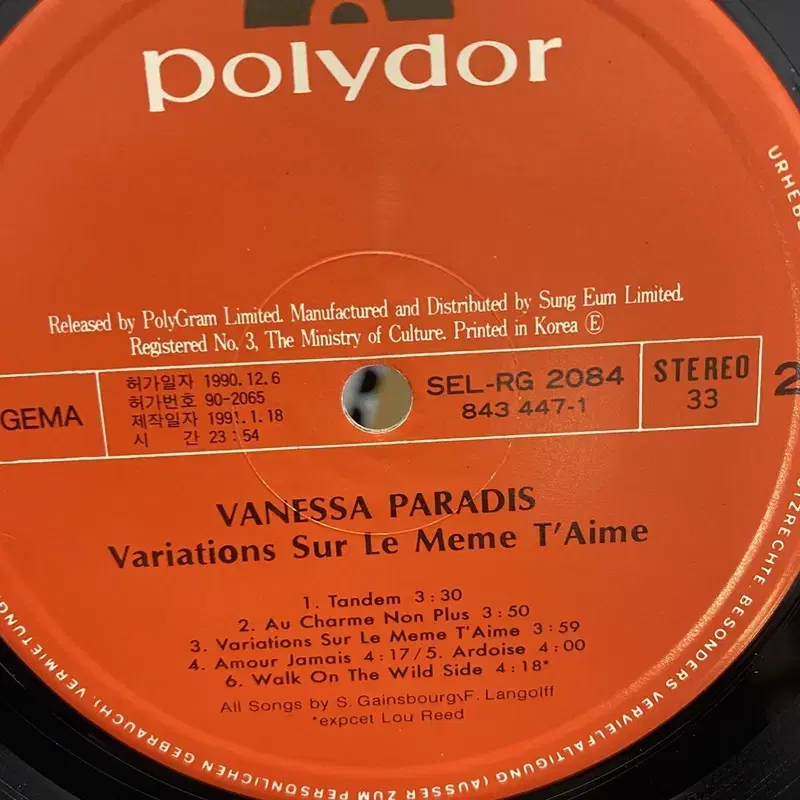 polydor
Released by PolyGram Limited. Manufactured and Distributed by Sung Eum Limited.
Registered No. 3, The Ministry of Culture. Printed in Korea Ⓔ
GEMA
허가일자 1990.12.6
허가번호 90-2065
제작일자 1991.1.18
시 간 23:54
SEL-RG 2084
843 447-1
STEREO
33
2
VANESSA PARADIS
Variations Sur Le Meme T'Aime
1. Tandem 3:30
2. Au Charme Non Plus 3:50
3. Variations Sur Le Meme T'Aime 3:59
4. Amour Jamais 4:17/5. Ardoise 4:00
6. Walk On The Wild Side 4:18*
All Songs by S. Gainsbourg\F. Langolff
*expcet Lou Reed
BESONDERS VERVIELFALTIGUNG (AUSSER ZUM PERSONLICHEN GEBRAUCH), VERMIETUNG